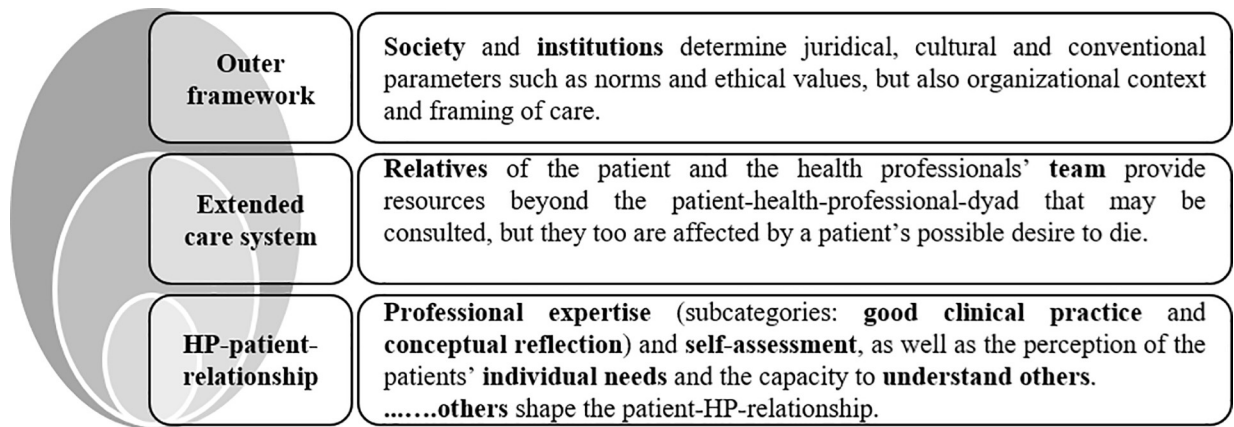 Outer
framework
Society and institutions determine juridical, cultural and conventional
parameters such as norms and ethical values, but also organizational context
and framing of care.
Extended
care system
Relatives of the patient and the health professionals’ team provide
resources beyond the patient-health-professional-dyad that may be
consulted, but they too are affected by a patient’s possible desire to die.
HP-patient-
relationship
Professional expertise (subcategories: good clinical practice and
conceptual reflection) and self-assessment, as well as the perception of the
patients’ individual needs and the capacity to understand others.
...….others shape the patient-HP-relationship.